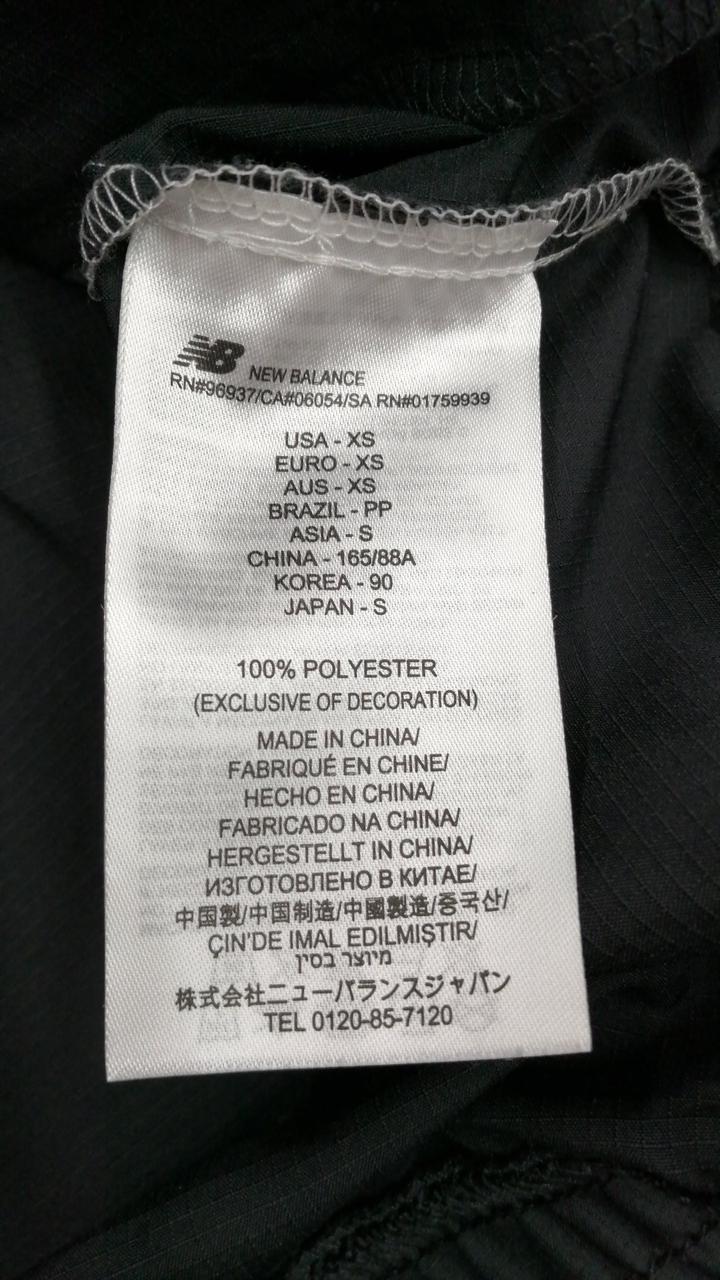 NB NEW BALANCE
RN#96937/CA#06054/SA RN#01759939
USA - XS
EURO - XS
AUS - XS
BRAZIL - PP
ASIA - S
CHINA - 165/88A
KOREA - 90
JAPAN - S
100% POLYESTER
(EXCLUSIVE OF DECORATION)
MADE IN CHINA/
FABRIQUÉ EN CHINE/
HECHO EN CHINA/
FABRICADO NA CHINA/
HERGESTELLT IN CHINA/
ИЗГОТОВЛЕНО В КИТАЕ/
中国製/中国制造/中國製造/중국산/
ÇIN'DE IMAL EDILMIŞTIR/
מיוצר בסין
株式会社ニューバランスジャパン
TEL 0120-85-7120